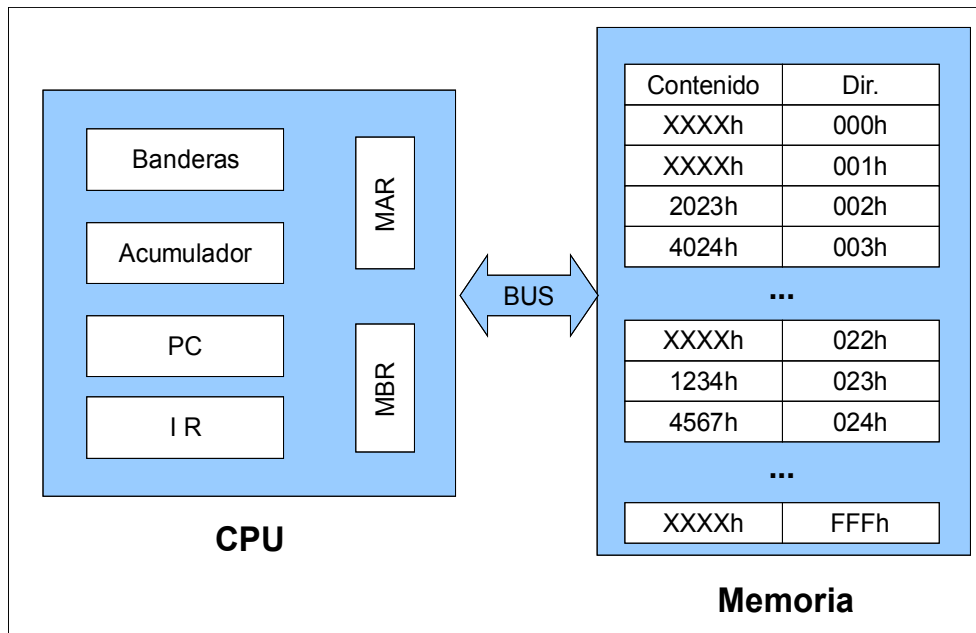 Banderas
Acumulador
PC
I R
MAR
MBR
CPU
BUS
Contenido Dir.
XXXXh 000h
XXXXh 001h
2023h 002h
4024h 003h
...
XXXXh 022h
1234h 023h
4567h 024h
...
XXXXh FFFh
Memoria